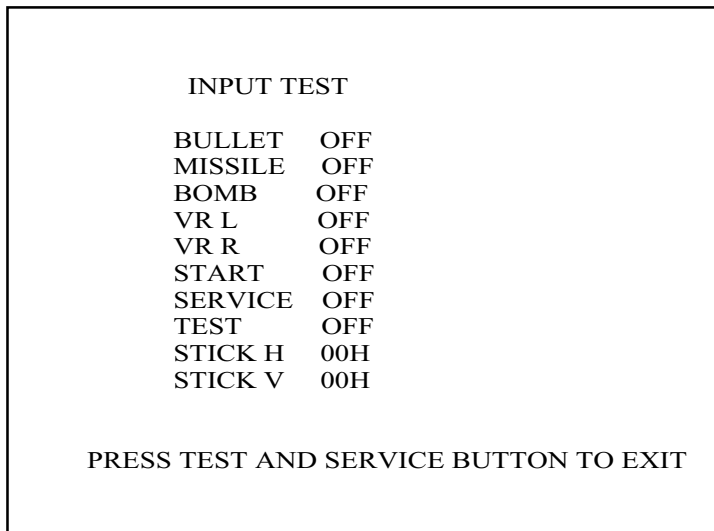 INPUT TEST
BULLET OFF
MISSILE OFF
BOMB OFF
VR L OFF
VR R OFF
START OFF
SERVICE OFF
TEST OFF
STICK H 00H
STICK V 00H
PRESS TEST AND SERVICE BUTTON TO EXIT